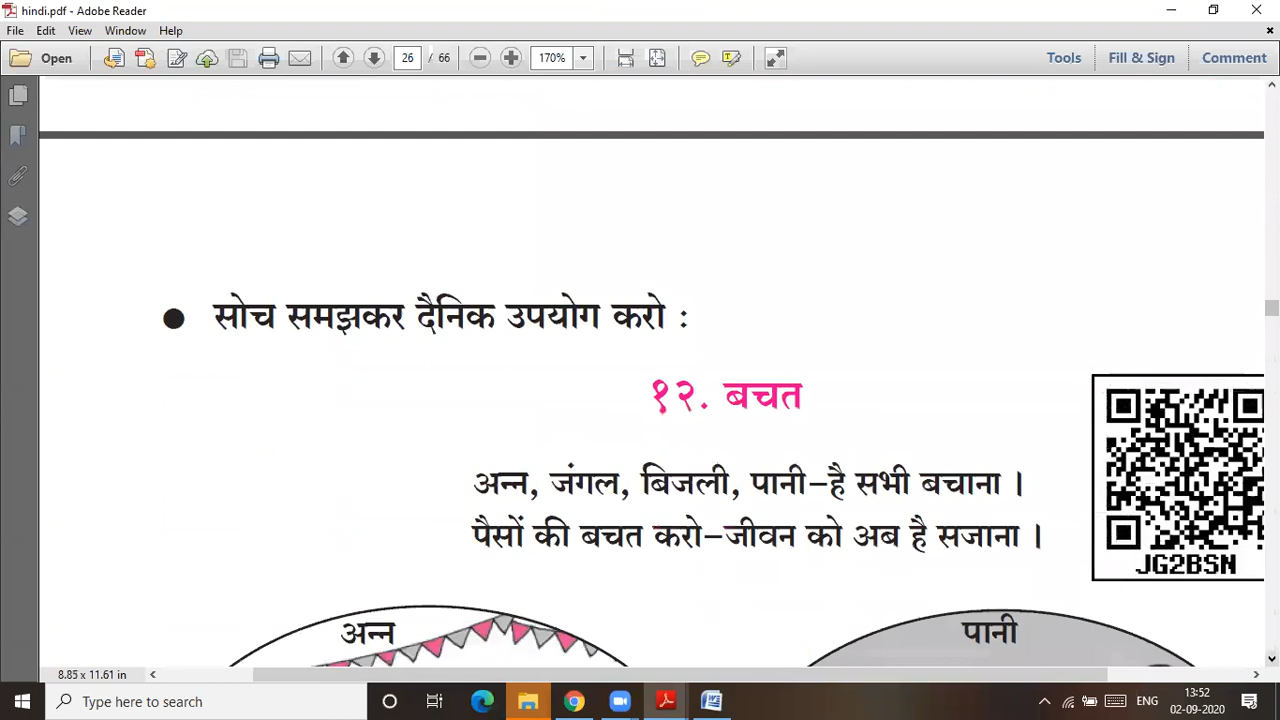 hindi.pdf - Adobe Reader
File Edit View Window Help
Open 26 / 66 170% Tools Fill & Sign Comment
● सोच समझकर दैनिक उपयोग करो :
१२. बचत
अन्न, जंगल, बिजली, पानी–है सभी बचाना ।
पैसों की बचत करो–जीवन को अब है सजाना ।
JG2BSN
अन्न
पानी
8.85 x 11.61 in
Type here to search
ENG
13:52
02-09-2020